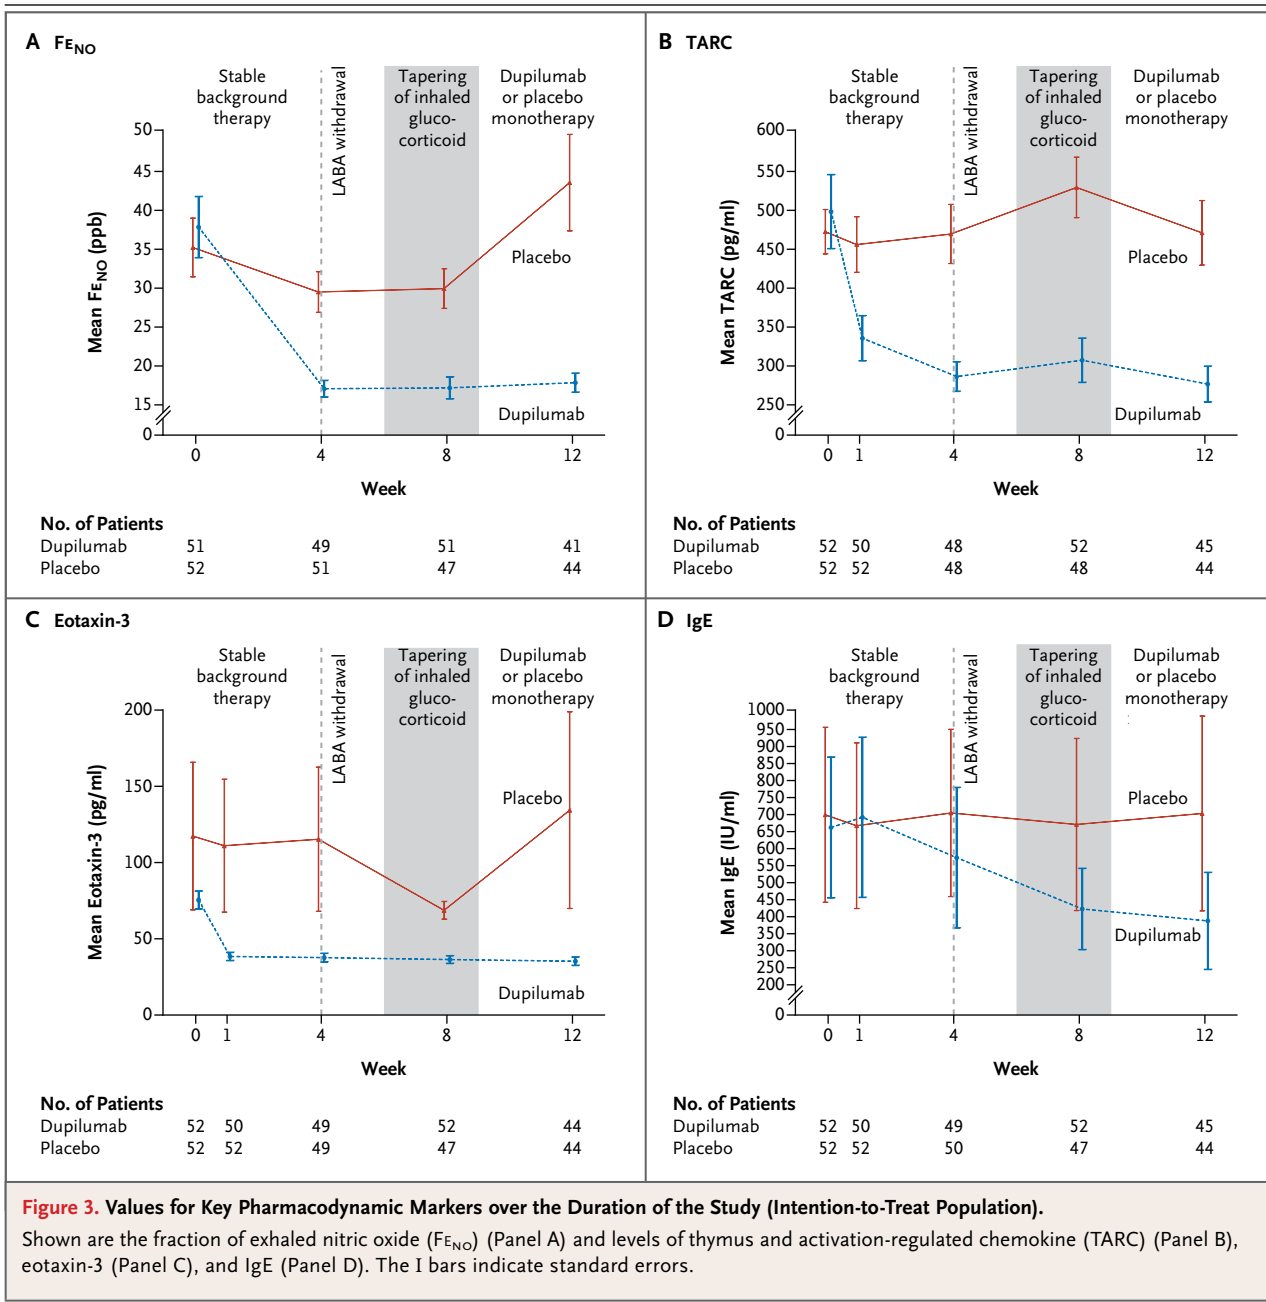 A FeNO
Stable
background
therapy
LABA withdrawal
Tapering
of inhaled
gluco-
corticoid
Dupilumab
or placebo
monotherapy
Mean FeNO (ppb)
50
45
40
35
30
25
20
15
0
Placebo
Dupilumab
0 4 8 12
Week
No. of Patients
Dupilumab 51 49 51 41
Placebo 52 51 47 44
B TARC
Stable
background
therapy
LABA withdrawal
Tapering
of inhaled
gluco-
corticoid
Dupilumab
or placebo
monotherapy
Mean TARC (pg/ml)
600
550
500
450
400
350
300
250
0
Placebo
Dupilumab
0 1 4 8 12
Week
No. of Patients
Dupilumab 52 50 48 52 45
Placebo 52 52 48 48 44
C Eotaxin-3
Stable
background
therapy
LABA withdrawal
Tapering
of inhaled
gluco-
corticoid
Dupilumab
or placebo
monotherapy
Mean Eotaxin-3 (pg/ml)
200
150
100
50
0
Placebo
Dupilumab
0 1 4 8 12
Week
No. of Patients
Dupilumab 52 50 49 52 44
Placebo 52 52 49 47 44
D IgE
Stable
background
therapy
LABA withdrawal
Tapering
of inhaled
gluco-
corticoid
Dupilumab
or placebo
monotherapy
Mean IgE (IU/ml)
1000
950
900
850
800
750
700
650
600
550
500
450
400
350
300
250
200
0
Placebo
Dupilumab
0 1 4 8 12
Week
No. of Patients
Dupilumab 52 50 49 52 45
Placebo 52 52 50 47 44
Figure 3. Values for Key Pharmacodynamic Markers over the Duration of the Study (Intention-to-Treat Population).
Shown are the fraction of exhaled nitric oxide (FeNO) (Panel A) and levels of thymus and activation-regulated chemokine (TARC) (Panel B),
eotaxin-3 (Panel C), and IgE (Panel D). The I bars indicate standard errors.